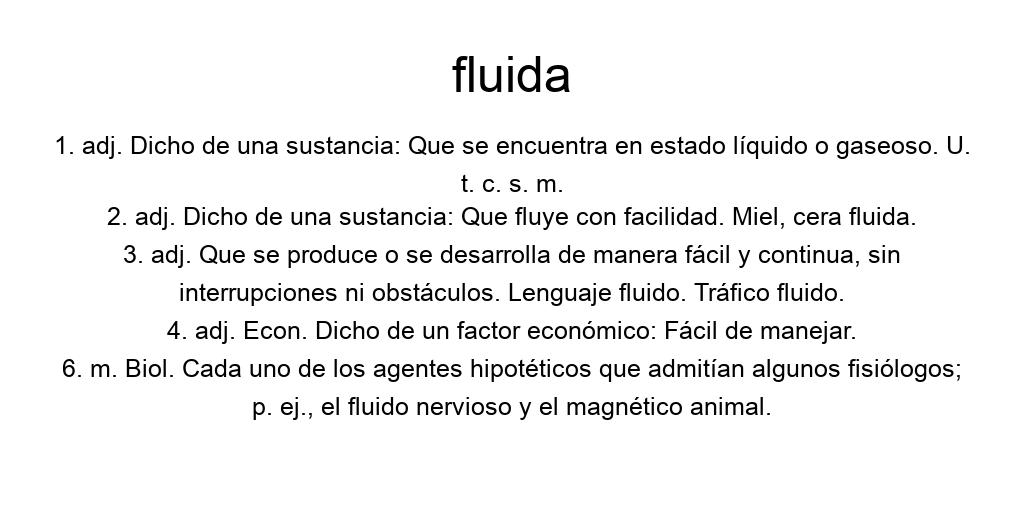 fluida
1. adj. Dicho de una sustancia: Que se encuentra en estado líquido o gaseoso. U.
t. c. s. m.
2. adj. Dicho de una sustancia: Que fluye con facilidad. Miel, cera fluida.
3. adj. Que se produce o se desarrolla de manera fácil y continua, sin
interrupciones ni obstáculos. Lenguaje fluido. Tráfico fluido.
4. adj. Econ. Dicho de un factor económico: Fácil de manejar.
6. m. Biol. Cada uno de los agentes hipotéticos que admitían algunos fisiólogos;
p. ej., el fluido nervioso y el magnético animal.